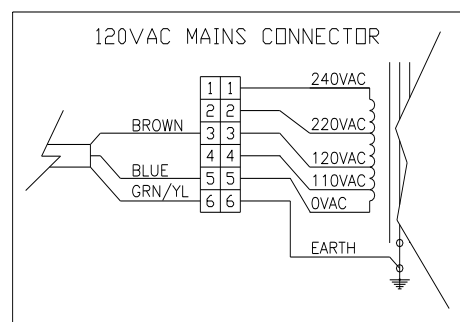 120VAC MAINS CONNECTOR
240VAC
1 1
2 2
220VAC
BROWN
3 3
120VAC
4 4
BLUE
110VAC
5 5
GRN/YL
0VAC
6 6
EARTH